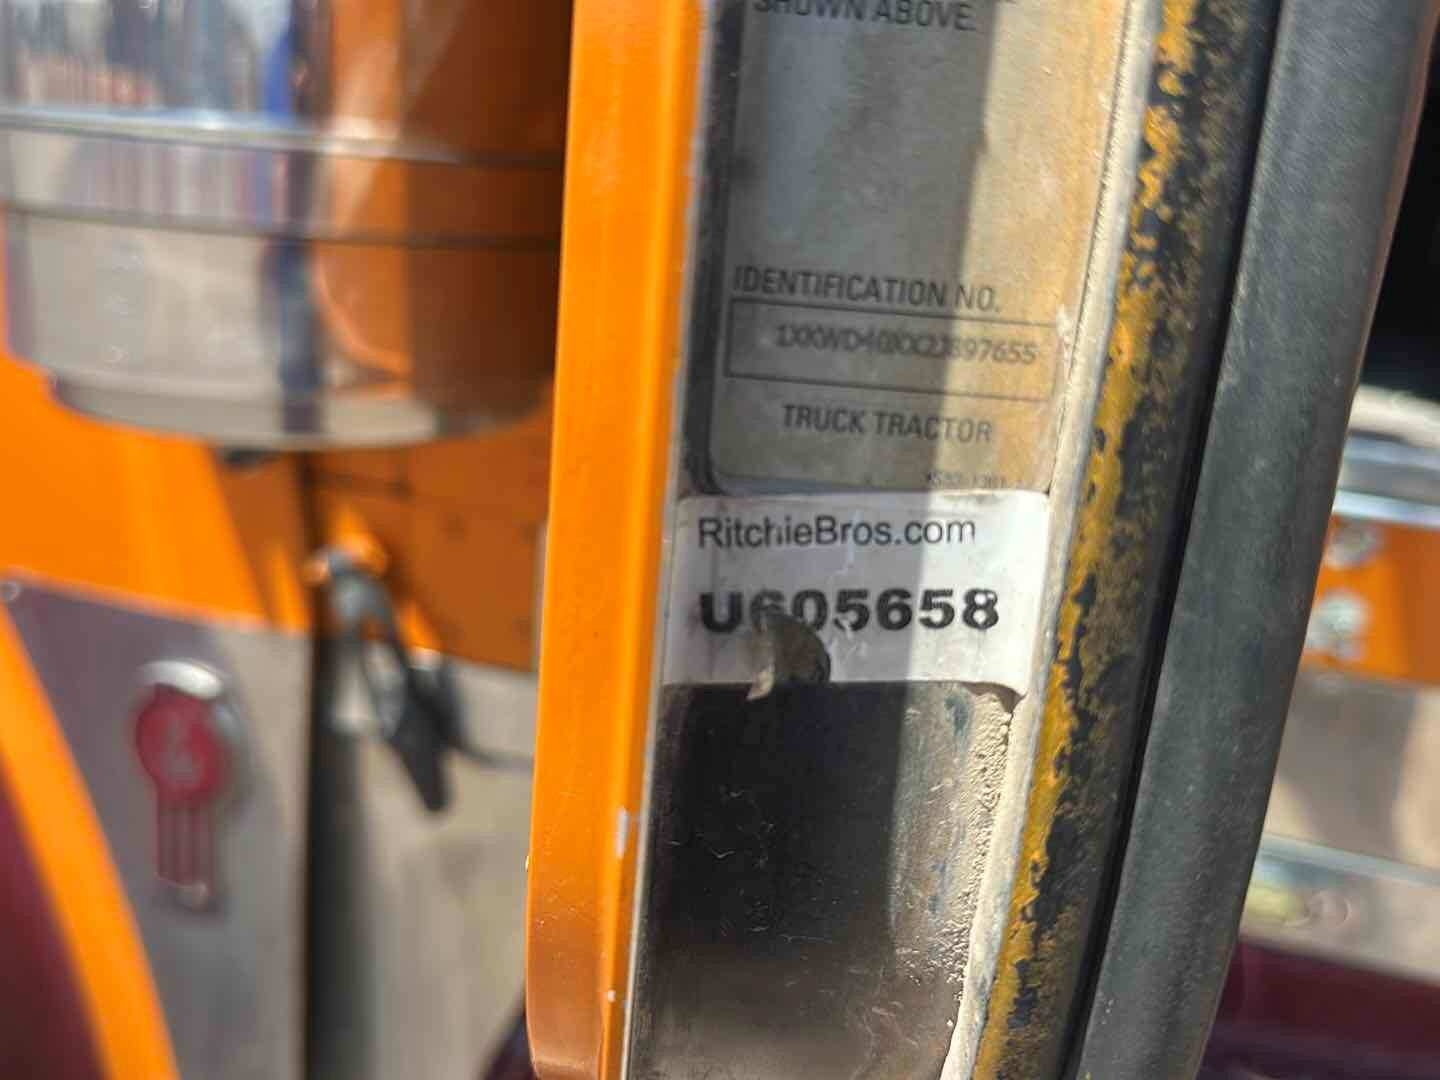 SHOWN ABOVE.
IDENTIFICATION NO.
TRUCK TRACTOR
RitchieBros.com
U605658